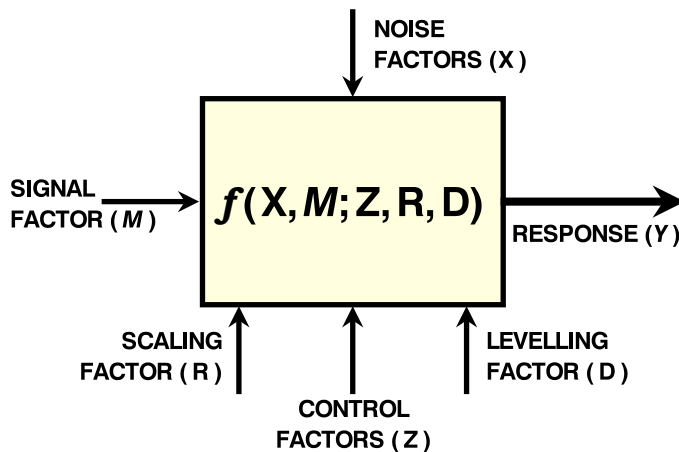 NOISE
FACTORS (X)
SIGNAL
FACTOR (M)
f(X, M; Z, R, D)
RESPONSE (Y)
SCALING
FACTOR (R)
LEVELLING
FACTOR (D)
CONTROL
FACTORS (Z)